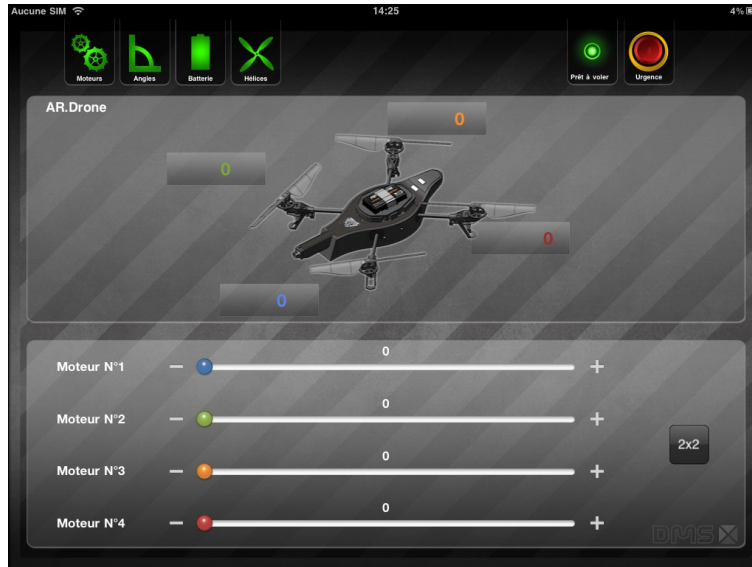 Aucune SIM 14:25 4%
Moteurs Angles Batterie Hélices Prêt à voler Urgence
AR.Drone
0
0
0
0
0
Moteur N°1
0
Moteur N°2
0
Moteur N°3
2x2
0
Moteur N°4
DMS